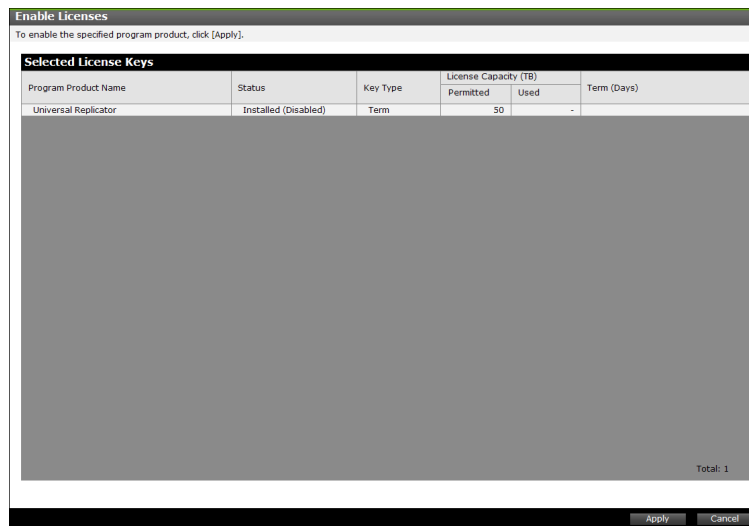 Enable Licenses
To enable the specified program product, click [Apply].
Selected License Keys
Program Product Name Status Key Type License Capacity (TB) Term (Days)
Permitted Used
Universal Replicator Installed (Disabled) Term 50 -
Total: 1
Apply Cancel